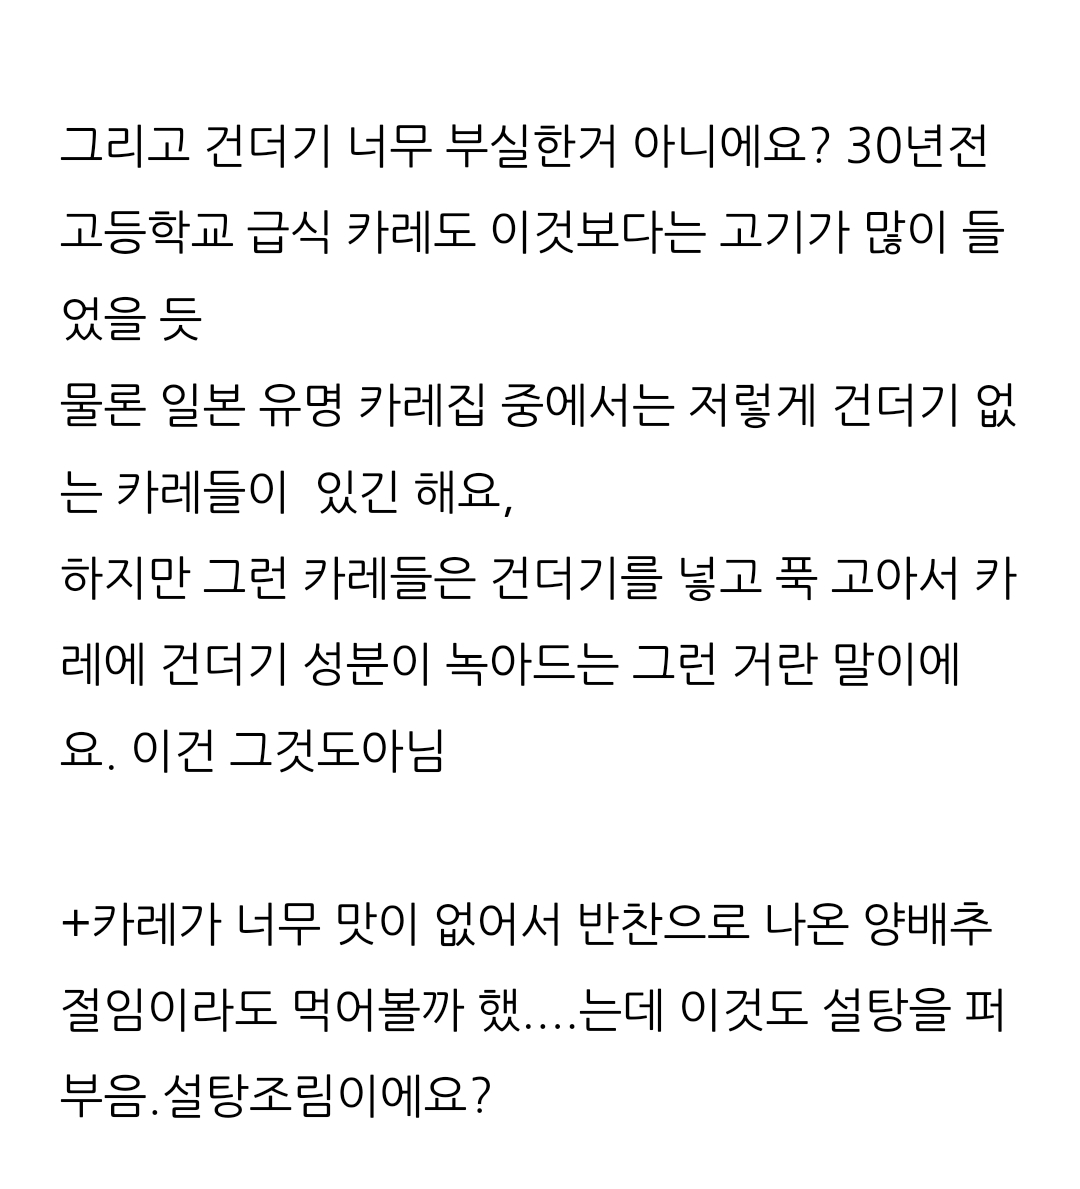 그리고 건더기 너무 부실한거 아니에요? 30년전
고등학교 급식 카레도 이것보다는 고기가 많이 들
었을 듯
물론 일본 유명 카레집 중에서는 저렇게 건더기 없
는 카레들이  있긴 해요,
하지만 그런 카레들은 건더기를 넣고 푹 고아서 카
레에 건더기 성분이 녹아드는 그런 거란 말이에
요. 이건 그것도아님
+카레가 너무 맛이 없어서 반찬으로 나온 양배추
절임이라도 먹어볼까 했....는데 이것도 설탕을 퍼
부음.설탕조림이에요?